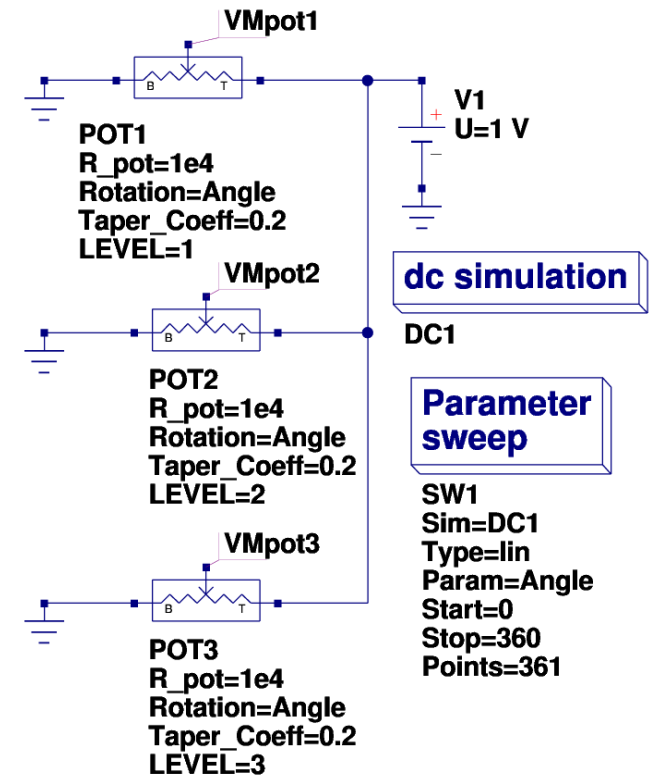 VMpot1
B T
POT1
R_pot=1e4
Rotation=Angle
Taper_Coeff=0.2
LEVEL=1
+
V1
U=1 V
−
VMpot2
B T
POT2
R_pot=1e4
Rotation=Angle
Taper_Coeff=0.2
LEVEL=2
dc simulation
DC1
Parameter
sweep
SW1
Sim=DC1
Type=lin
Param=Angle
Start=0
Stop=360
Points=361
VMpot3
B T
POT3
R_pot=1e4
Rotation=Angle
Taper_Coeff=0.2
LEVEL=3